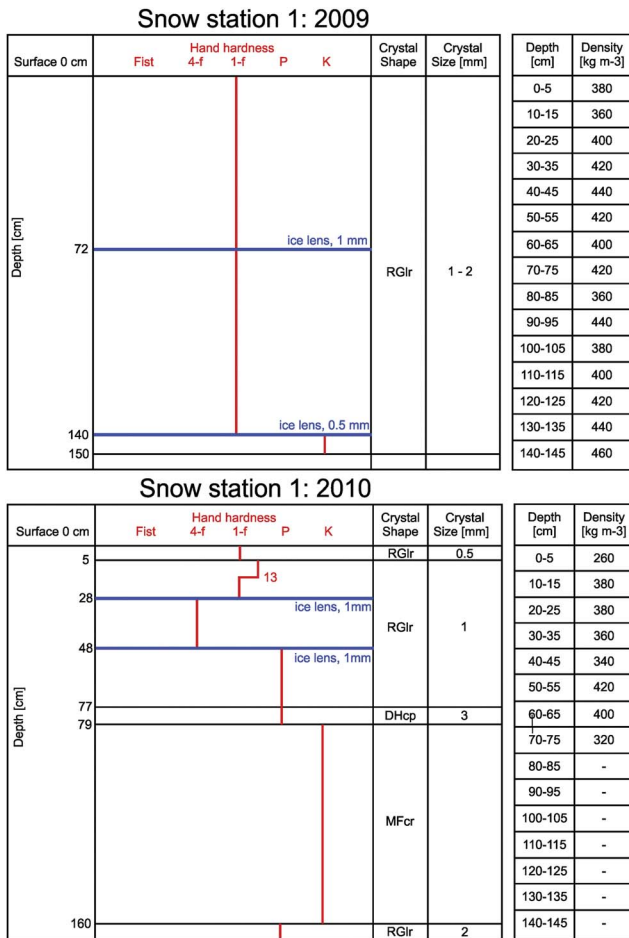 Snow station 1: 2009
Surface 0 cm
Hand hardness
Fist 4-f 1-f P K
Crystal Shape
Crystal Size [mm]
Depth [cm]
72
ice lens, 1 mm
RGlr
1 - 2
140
ice lens, 0.5 mm
150
Depth [cm] Density [kg m-3]
0-5 380
10-15 360
20-25 400
30-35 420
40-45 440
50-55 420
60-65 400
70-75 420
80-85 360
90-95 440
100-105 380
110-115 400
120-125 420
130-135 440
140-145 460
Snow station 1: 2010
Surface 0 cm
Hand hardness
Fist 4-f 1-f P K
Crystal Shape
Crystal Size [mm]
Depth [cm]
RGlr 0.5
5
13
28
ice lens, 1mm
RGlr 1
48
ice lens, 1mm
77
DHcp 3
79
MFcr
160
RGlr 2
Depth [cm] Density [kg m-3]
0-5 260
10-15 380
20-25 380
30-35 360
40-45 340
50-55 420
60-65 400
70-75 320
80-85 -
90-95 -
100-105 -
110-115 -
120-125 -
130-135 -
140-145 -